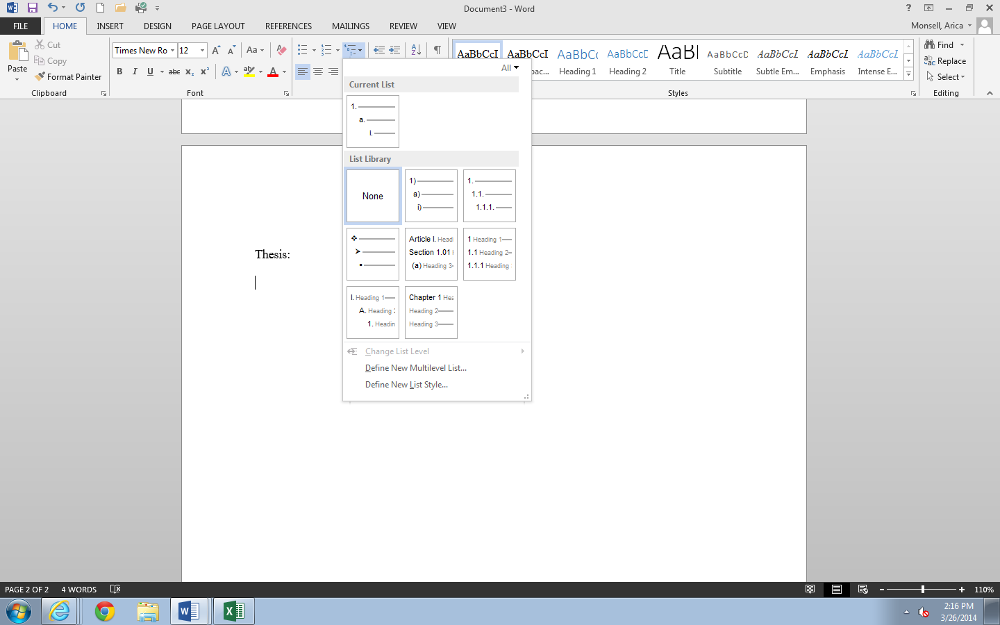 Document3 - Word
?
FILE HOME INSERT DESIGN PAGE LAYOUT REFERENCES MAILINGS REVIEW VIEW Monsell, Arica
Paste
Cut
Copy
Format Painter
Clipboard
Times New Ro 12 A A Aa
B I U abc x₂ x² A ab A
Font
A Z ¶
AaBbCcI AaBbCcI AaBbCc AaBbCcD AaB AaBbCcD AaBbCcI AaBbCcI AaBbCcI
pac... Heading 1 Heading 2 Title Subtitle Subtle Em... Emphasis Intense E...
Styles
Find
Replace
Select
Editing
All
Current List
1.
a.
i.
List Library
None
1)
a)
i)
1.
1.1.
1.1.1.
Article I. Headi
Section 1.01
(a) Heading 3
1 Heading 1
1.1 Heading 2
1.1.1 Heading
I. Heading 1
A. Heading 2
1. Headin
Chapter 1 Hea
Heading 2
Heading 3
Change List Level
Define New Multilevel List...
Define New List Style...
Thesis:
PAGE 2 OF 2 4 WORDS 110%
2:16 PM
3/26/2014